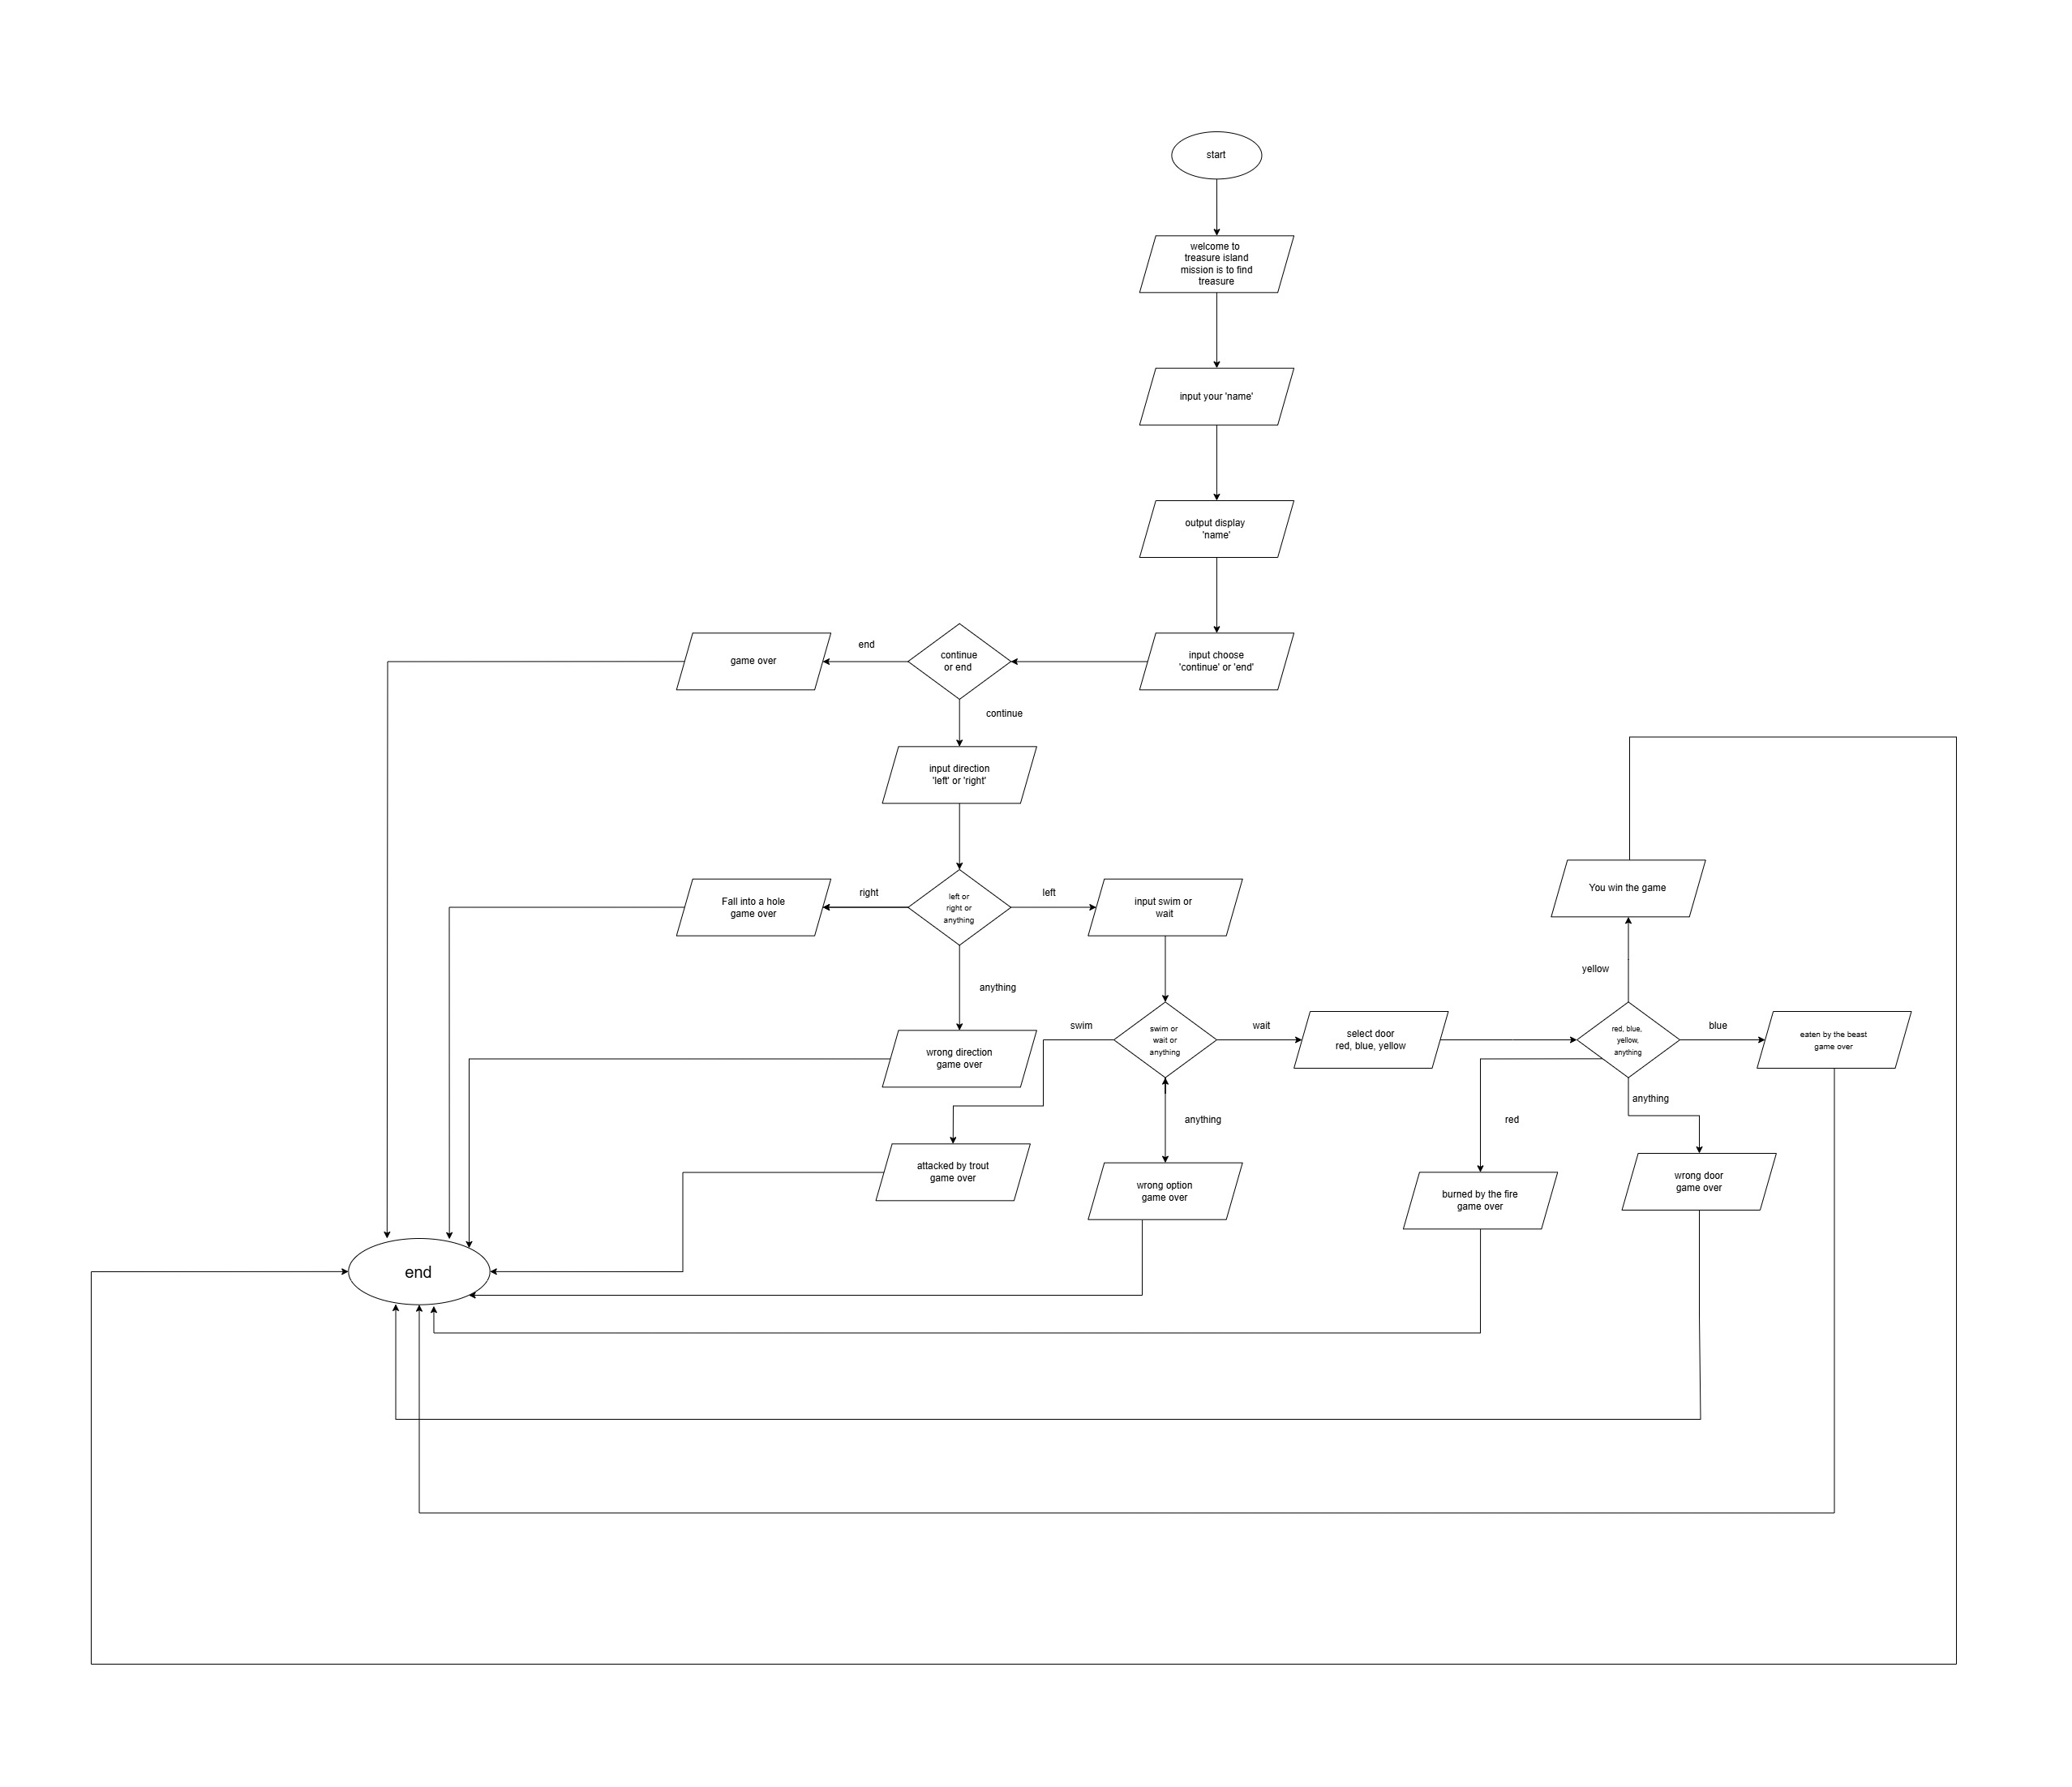 start
welcome to
treasure island
mission is to find
treasure
input your 'name'
output display
'name'
input choose
'continue' or 'end'
continue
or end
end
game over
continue
input direction
'left' or 'right'
left or
right or
anything
right
Fall into a hole
game over
left
input swim or
wait
anything
wrong direction
game over
swim or
wait or
anything
swim
attacked by trout
game over
anything
wrong option
game over
wait
select door
red, blue, yellow
red, blue,
yellow,
anything
yellow
You win the game
blue
eaten by the beast
game over
red
burned by the fire
game over
anything
wrong door
game over
end